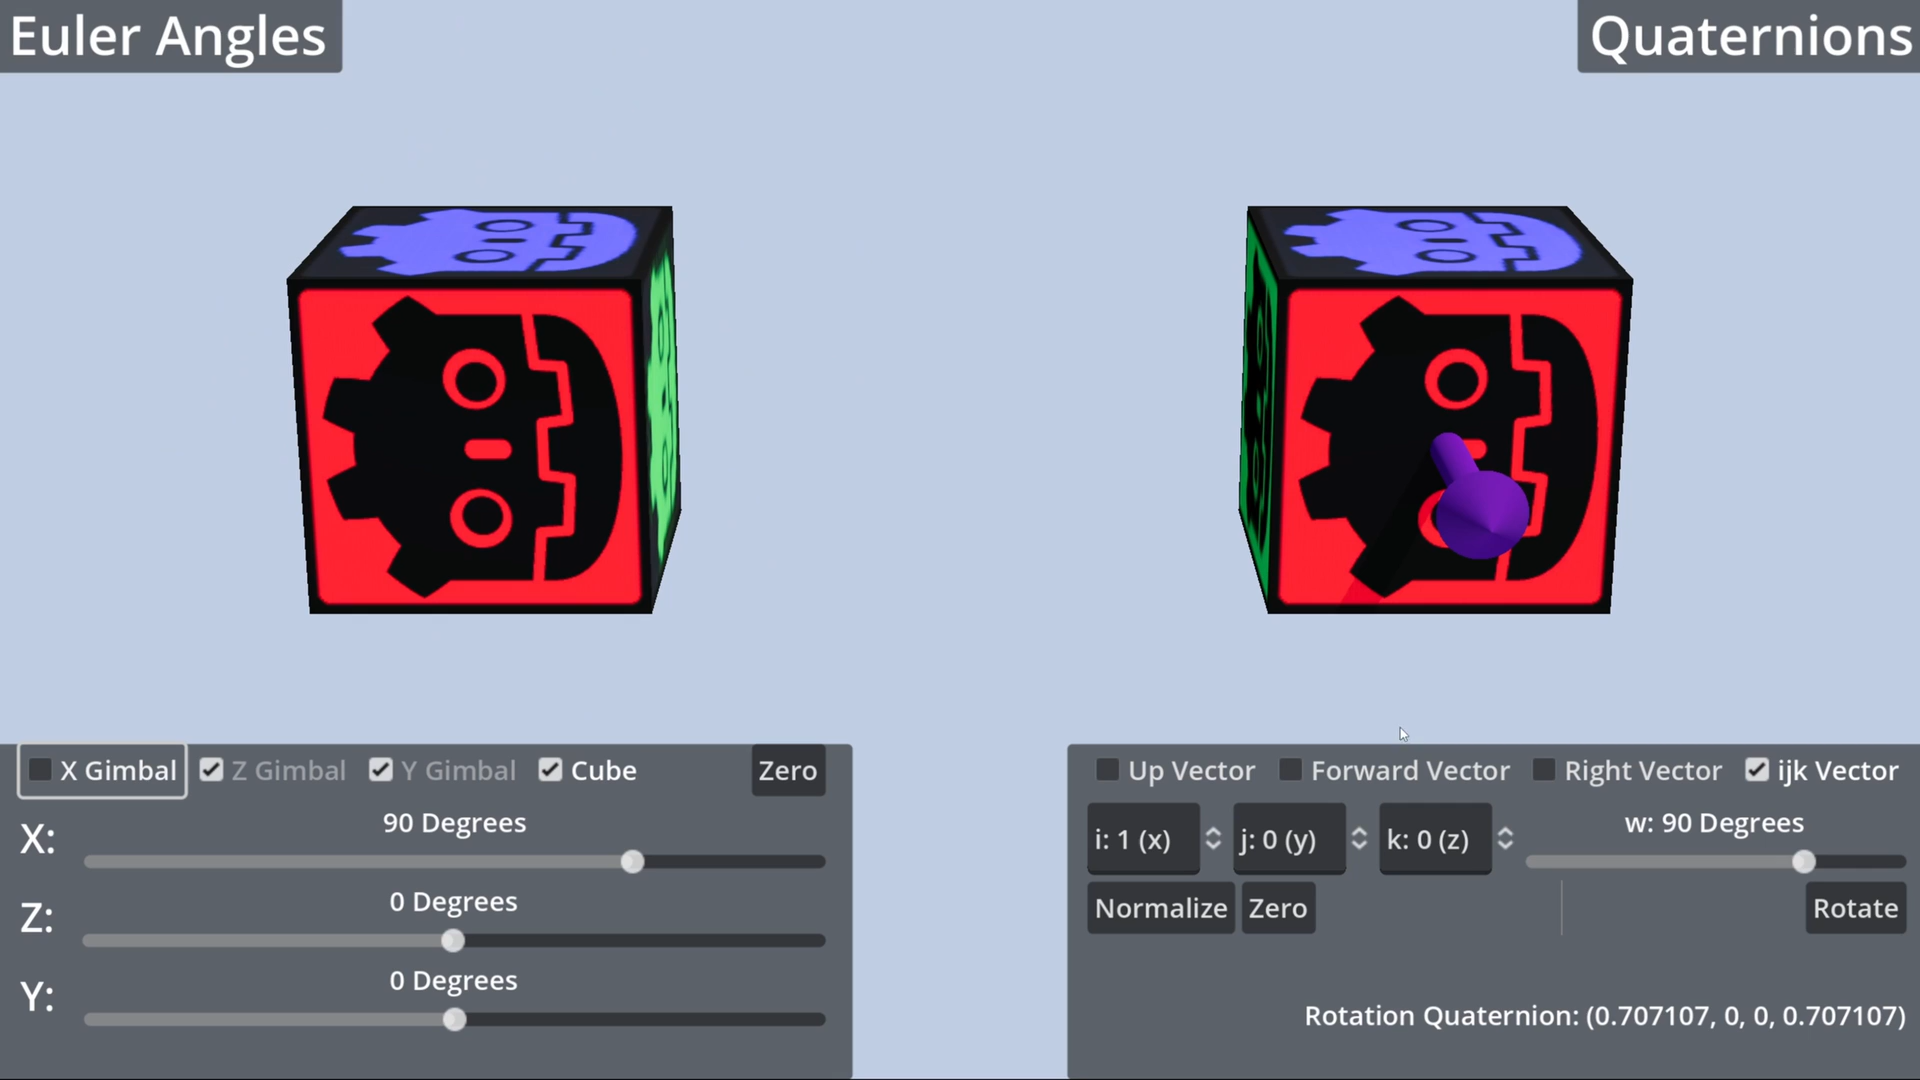 Euler Angles
Quaternions
X Gimbal Z Gimbal Y Gimbal Cube Zero
X: 90 Degrees
Z: 0 Degrees
Y: 0 Degrees
Up Vector Forward Vector Right Vector ijk Vector
i: 1 (x) j: 0 (y) k: 0 (z) w: 90 Degrees
Normalize Zero Rotate
Rotation Quaternion: (0.707107, 0, 0, 0.707107)